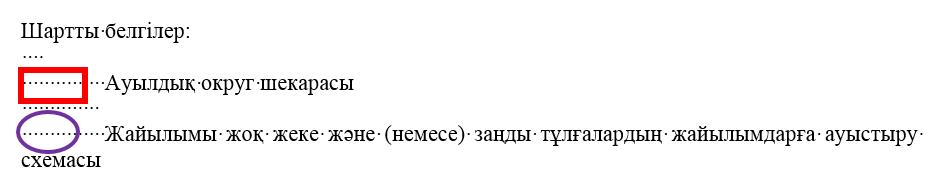 Шартты белгілер:
Ауылдық округ шекарасы
Жайылымы жоқ жеке және (немесе) заңды тұлғалардың жайылымдарға ауыстыру
схемасы